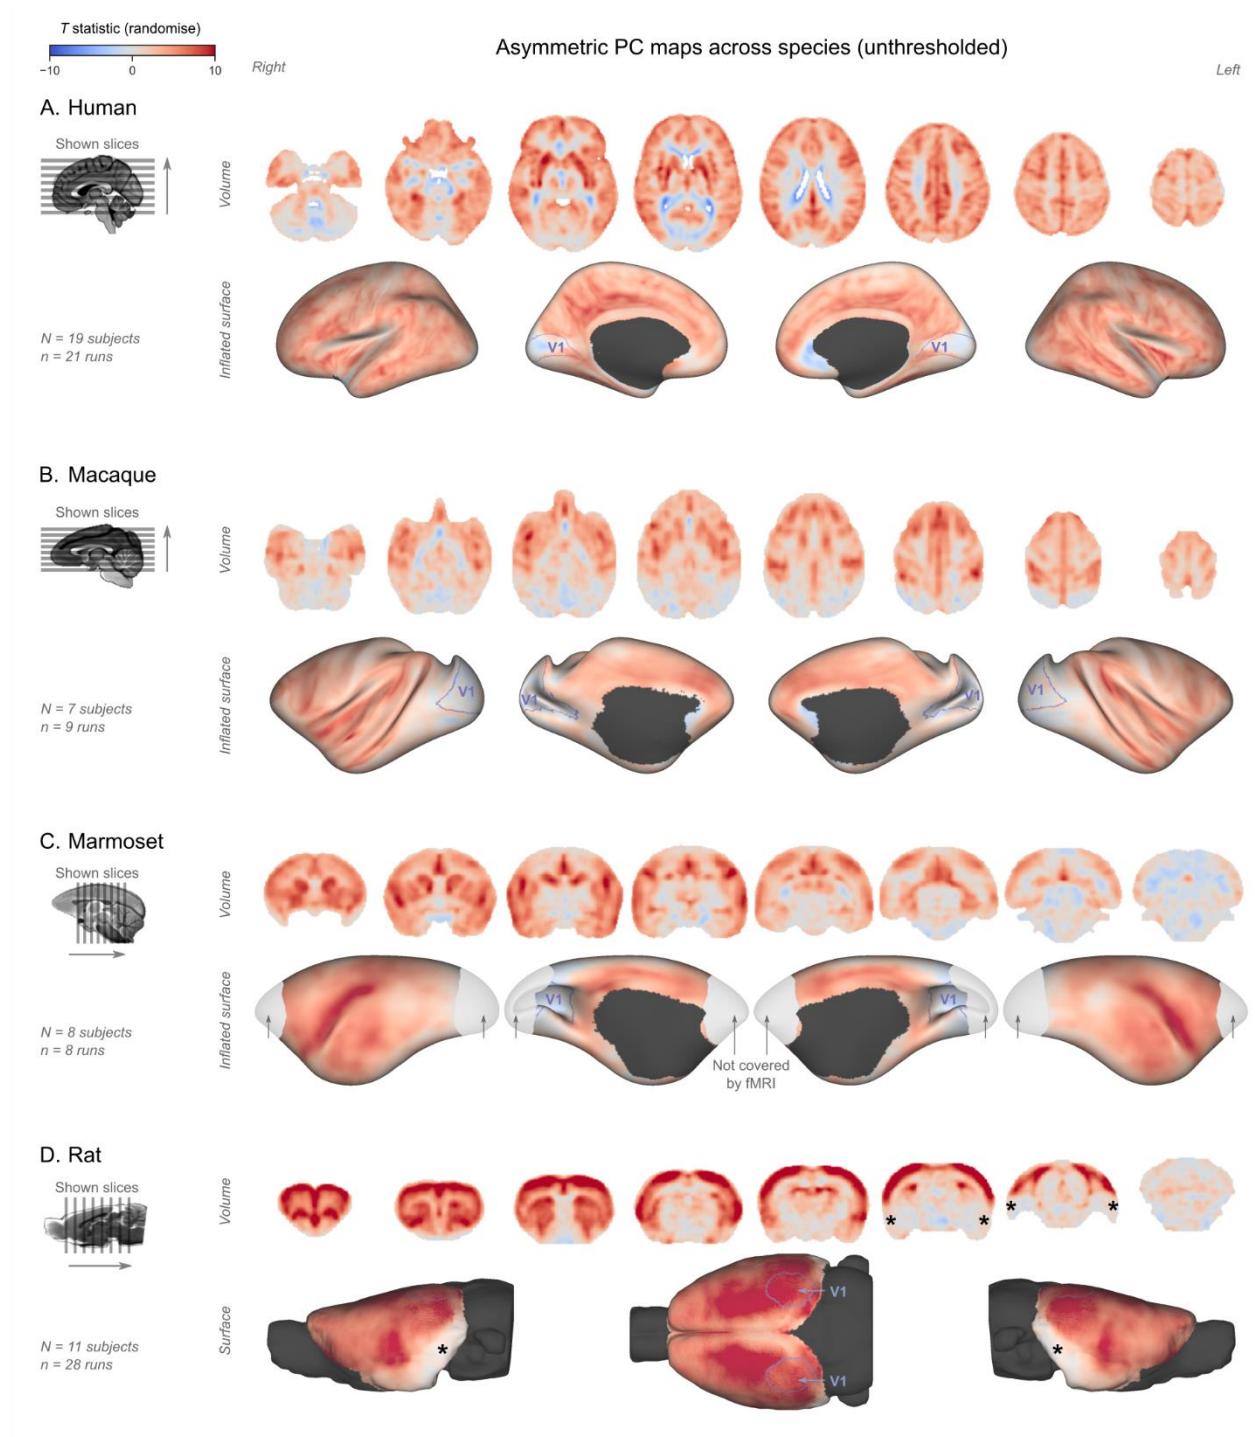 T statistic (randomise)
−10 0 10
Asymmetric PC maps across species (unthresholded)
Right
Left
A. Human
Shown slices
Volume
Inflated surface
N = 19 subjects
n = 21 runs
V1
V1
B. Macaque
Shown slices
Volume
Inflated surface
N = 7 subjects
n = 9 runs
V1
V1
V1
V1
C. Marmoset
Shown slices
Volume
Inflated surface
N = 8 subjects
n = 8 runs
V1
V1
Not covered
by fMRI
D. Rat
Shown slices
Volume
* * * *
Surface
N = 11 subjects
n = 28 runs
*
V1
V1
*